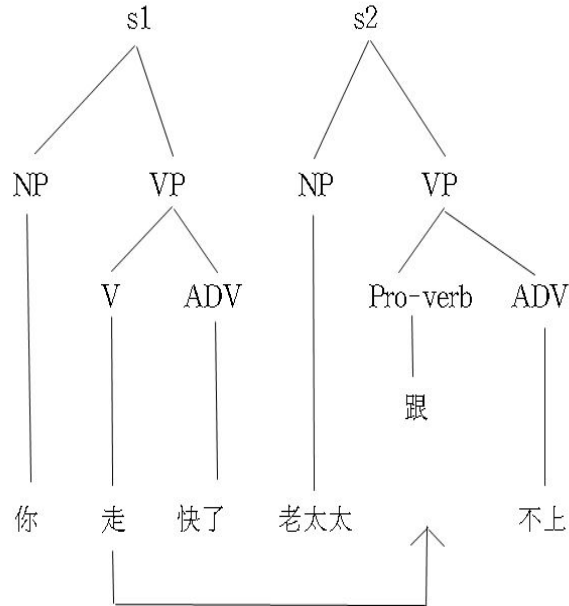 s1 s2
NP VP NP VP
V ADV Pro-verb ADV
跟
你 走 快了 老太太 不上